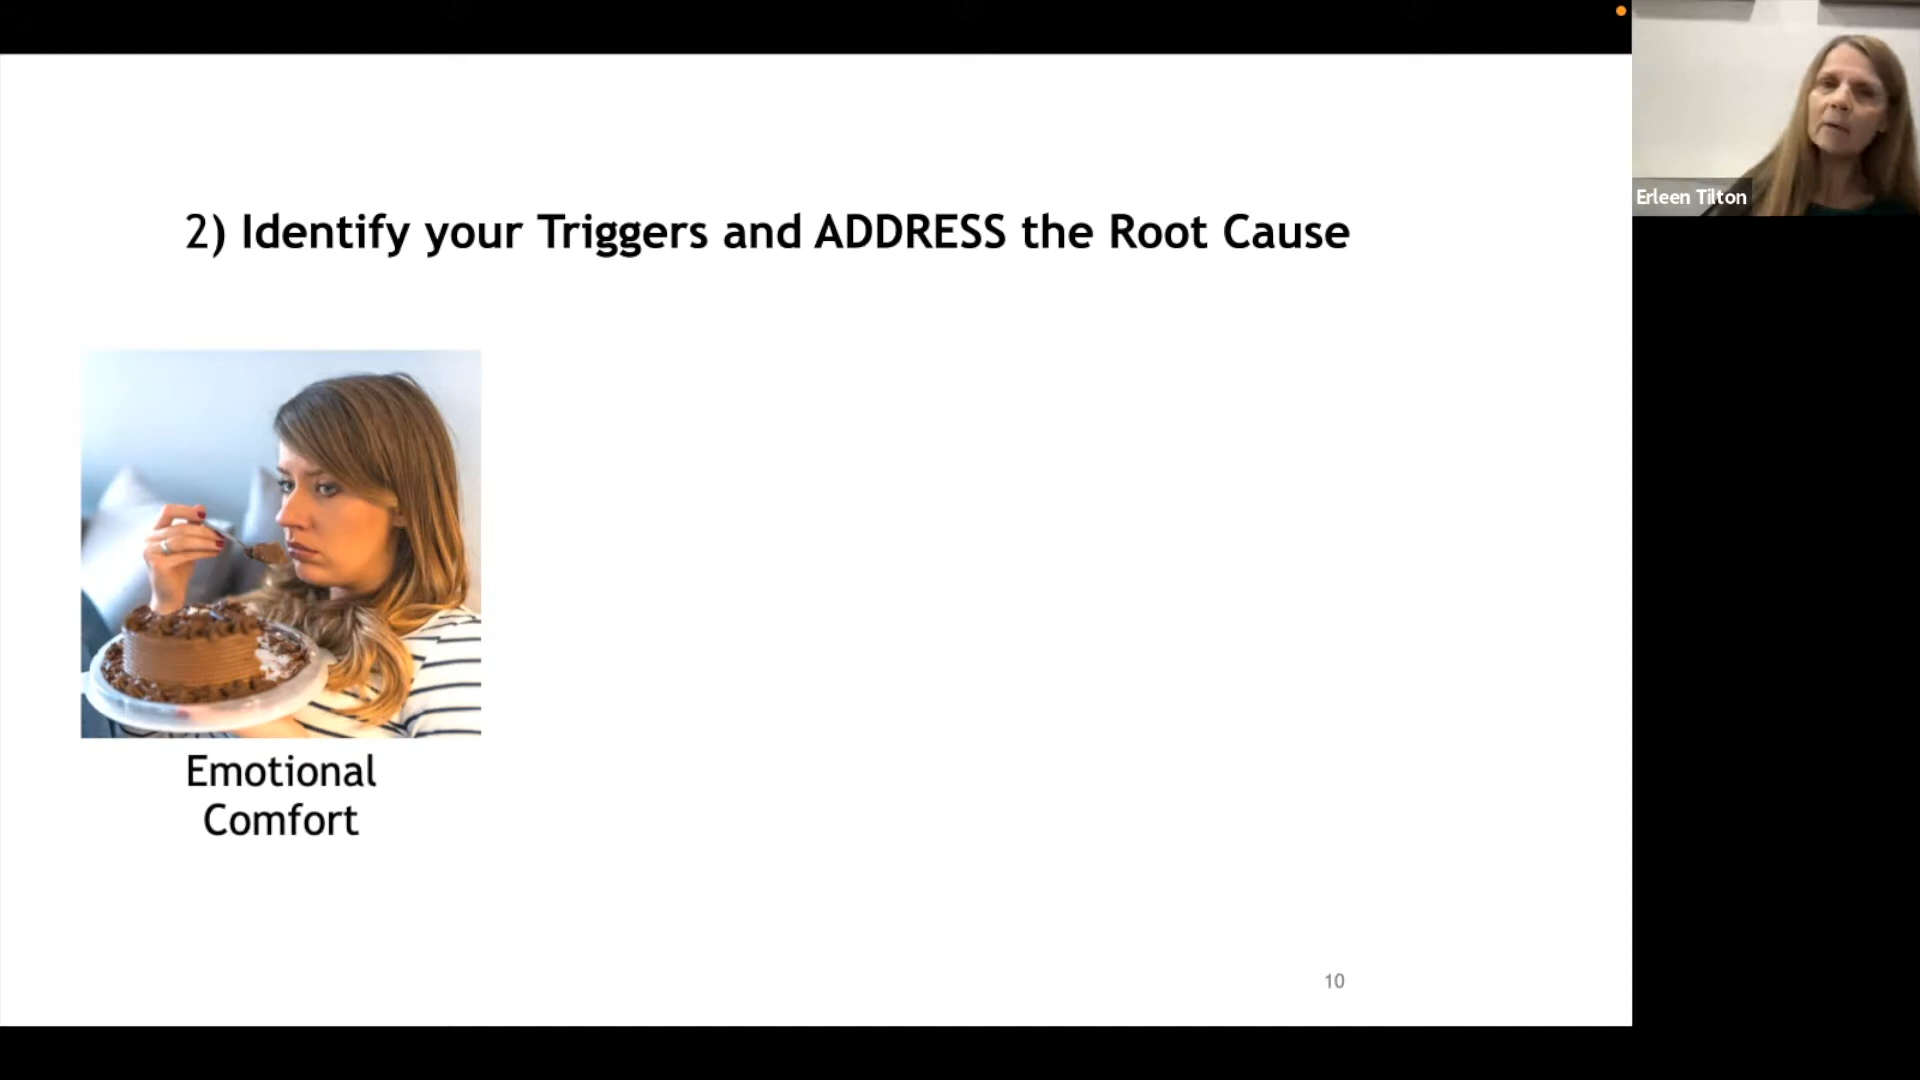 2) Identify your Triggers and ADDRESS the Root Cause
Emotional
Comfort
10
Erleen Tilton